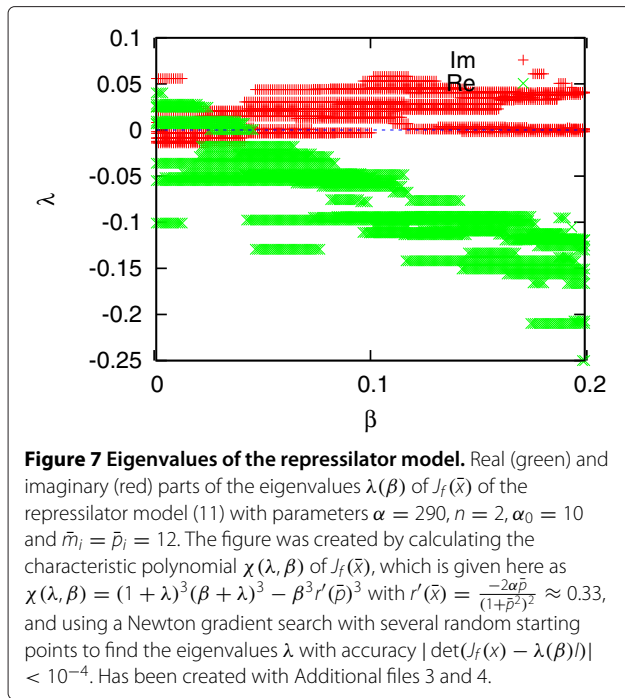 0.1
Im
Re
0.05
0
-0.05
λ
-0.1
-0.15
-0.2
-0.25
0
0.1
0.2
β
Figure 7 Eigenvalues of the repressilator model. Real (green) and
imaginary (red) parts of the eigenvalues λ(β) of J_f(x̄) of the
repressilator model (11) with parameters α = 290, n = 2, α₀ = 10
and m̄ᵢ = p̄ᵢ = 12. The figure was created by calculating the
characteristic polynomial χ(λ, β) of J_f(x̄), which is given here as
χ(λ, β) = (1 + λ)³(β + λ)³ − β³r′(p̄)³ with r′(x̄) = −2αp̄/(1+p̄²)² ≈ 0.33,
and using a Newton gradient search with several random starting
points to find the eigenvalues λ with accuracy | det(J_f(x) − λ(β)I)|
< 10⁻⁴. Has been created with Additional files 3 and 4.